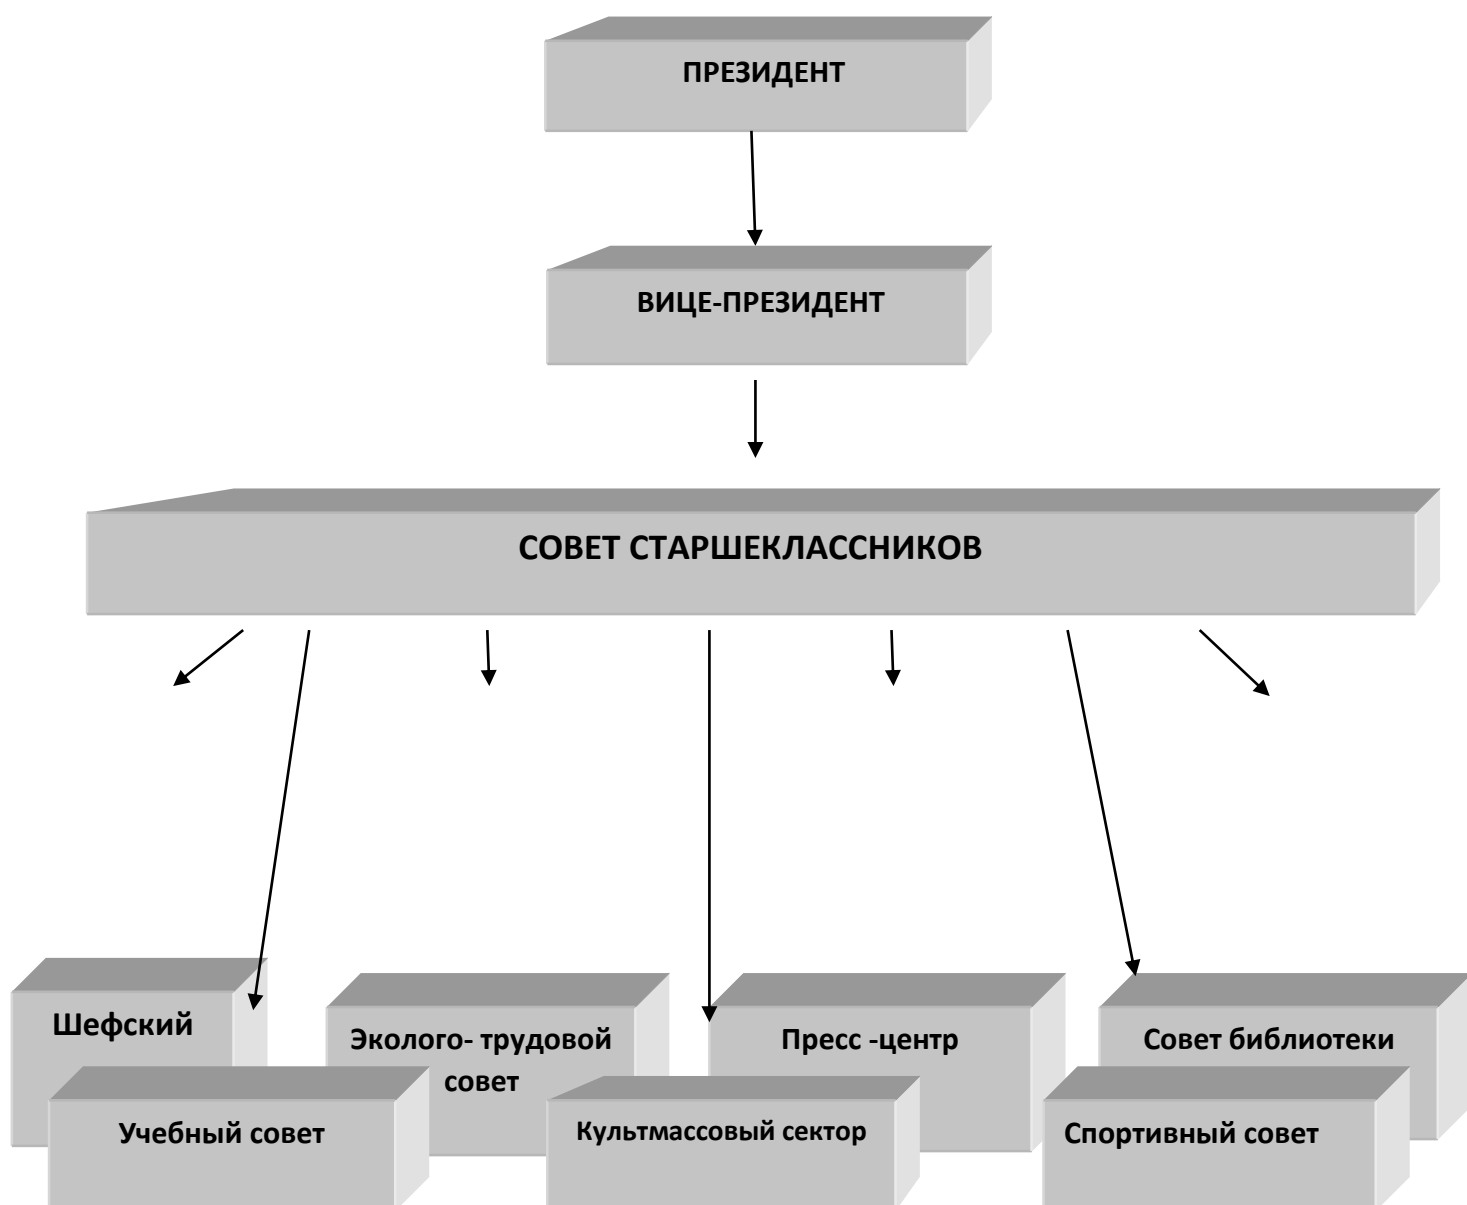 ПРЕЗИДЕНТ
ВИЦЕ-ПРЕЗИДЕНТ
СОВЕТ СТАРШЕКЛАССНИКОВ
Шефский
Эколого- трудовой
совет
Пресс -центр
Совет библиотеки
Учебный совет
Культмассовый сектор
Спортивный совет